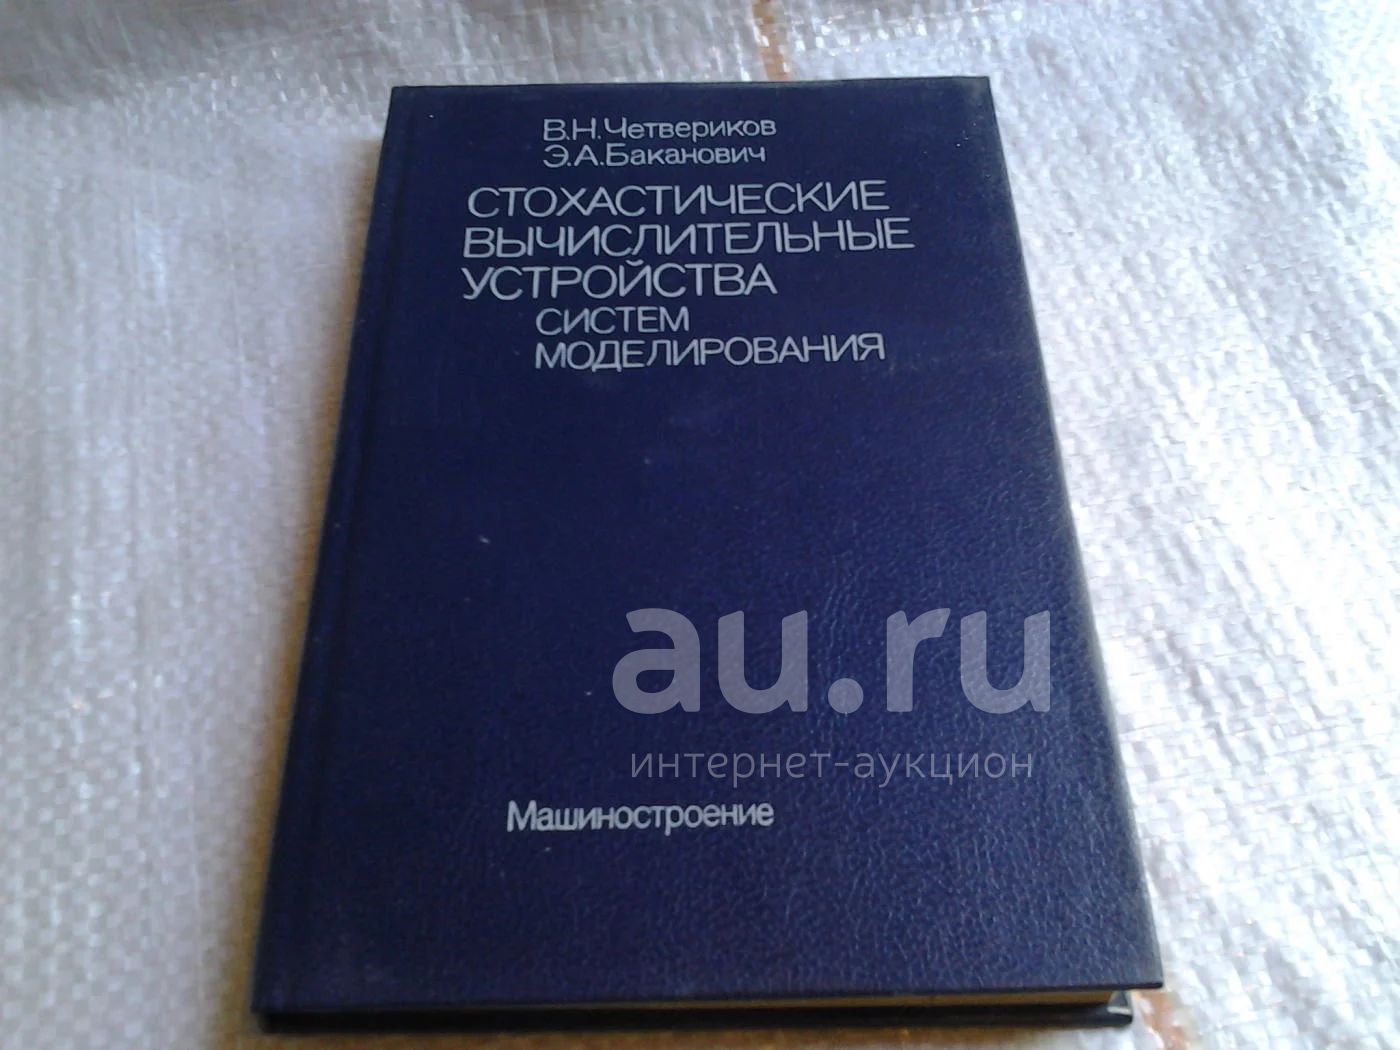 В.Н.Четвериков
Э.А.Баканович
СТОХАСТИЧЕСКИЕ
ВЫЧИСЛИТЕЛЬНЫЕ
УСТРОЙСТВА
СИСТЕМ
МОДЕЛИРОВАНИЯ
au.ru
интернет-аукцион
Машиностроение